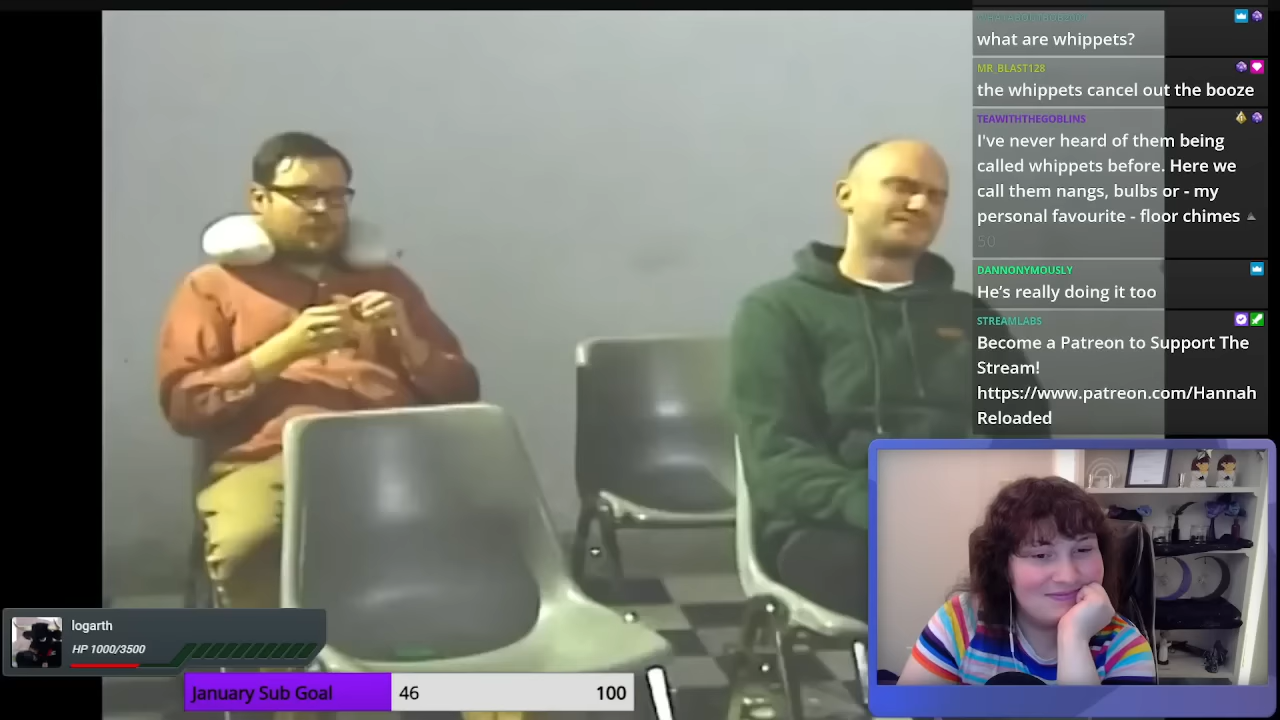 what are whippets?
MR_BLAST128
the whippets cancel out the booze
TEAWITHTHEGOBLINS
I've never heard of them being
called whippets before. Here we
call them nangs, bulbs or - my
personal favourite - floor chimes
50
DANNONYMOUSLY
He's really doing it too
STREAMLABS
Become a Patreon to Support The
Stream!
https://www.patreon.com/Hannah
Reloaded
logarth
HP 1000/3500
January Sub Goal 46 100